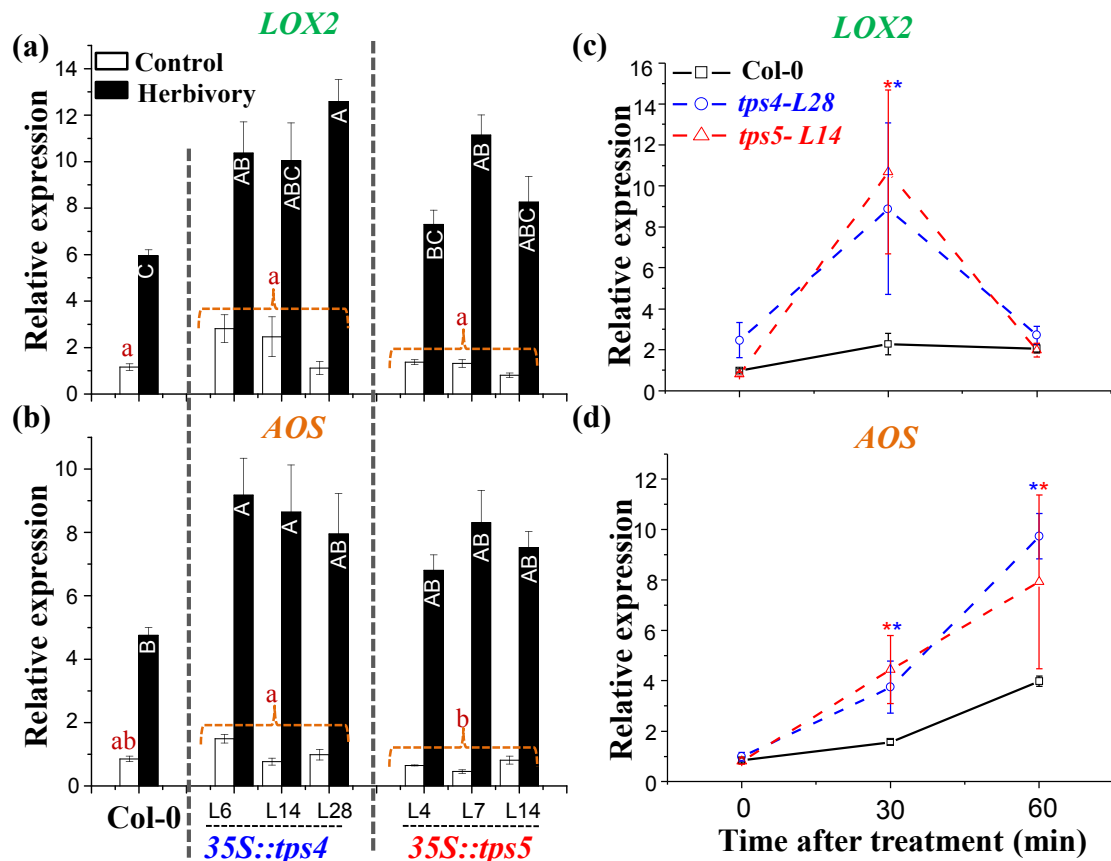 (a)
LOX2
Control
Herbivory
Relative expression
14
12
10
8
6
4
2
0
a
C
AB
ABC
A
a
BC
AB
ABC
a
(b)
AOS
Relative expression
10
8
6
4
2
0
ab
B
A
A
AB
a
AB
AB
AB
b
Col-0
L6 L14 L28
L4 L7 L14
35S::tps4
35S::tps5
(c)
LOX2
Col-0
tps4-L28
tps5- L14
**
Relative expression
16
14
12
10
8
6
4
2
0
(d)
AOS
**
**
Relative expression
12
10
8
6
4
2
0
0 30 60
Time after treatment (min)